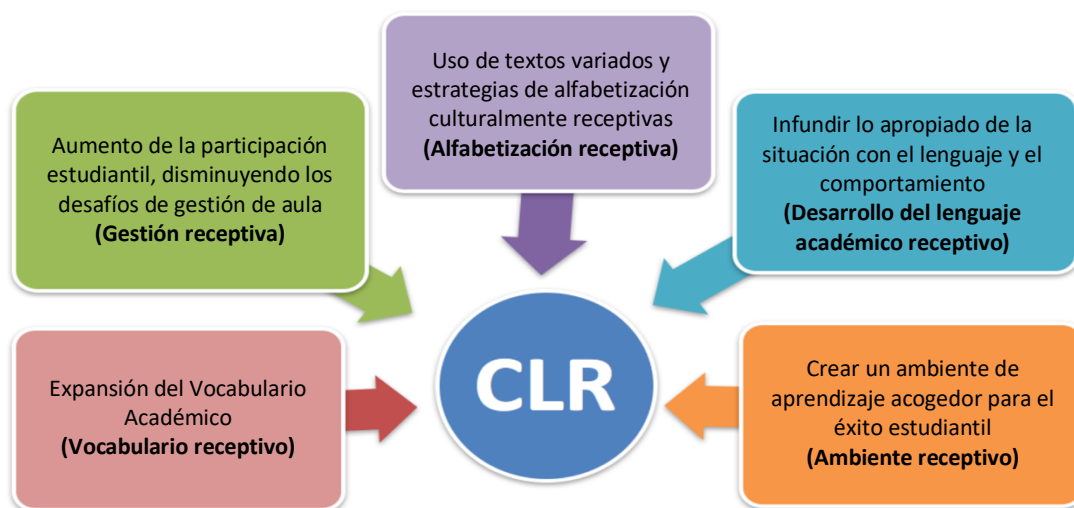 Uso de textos variados y
estrategias de alfabetización
culturalmente receptivas
(Alfabetización receptiva)
Aumento de la participación
estudiantil, disminuyendo los
desafíos de gestión de aula
(Gestión receptiva)
Infundir lo apropiado de la
situación con el lenguaje y el
comportamiento
(Desarrollo del lenguaje
académico receptivo)
Expansión del Vocabulario
Académico
(Vocabulario receptivo)
CLR
Crear un ambiente de
aprendizaje acogedor para el
éxito estudiantil
(Ambiente receptivo)